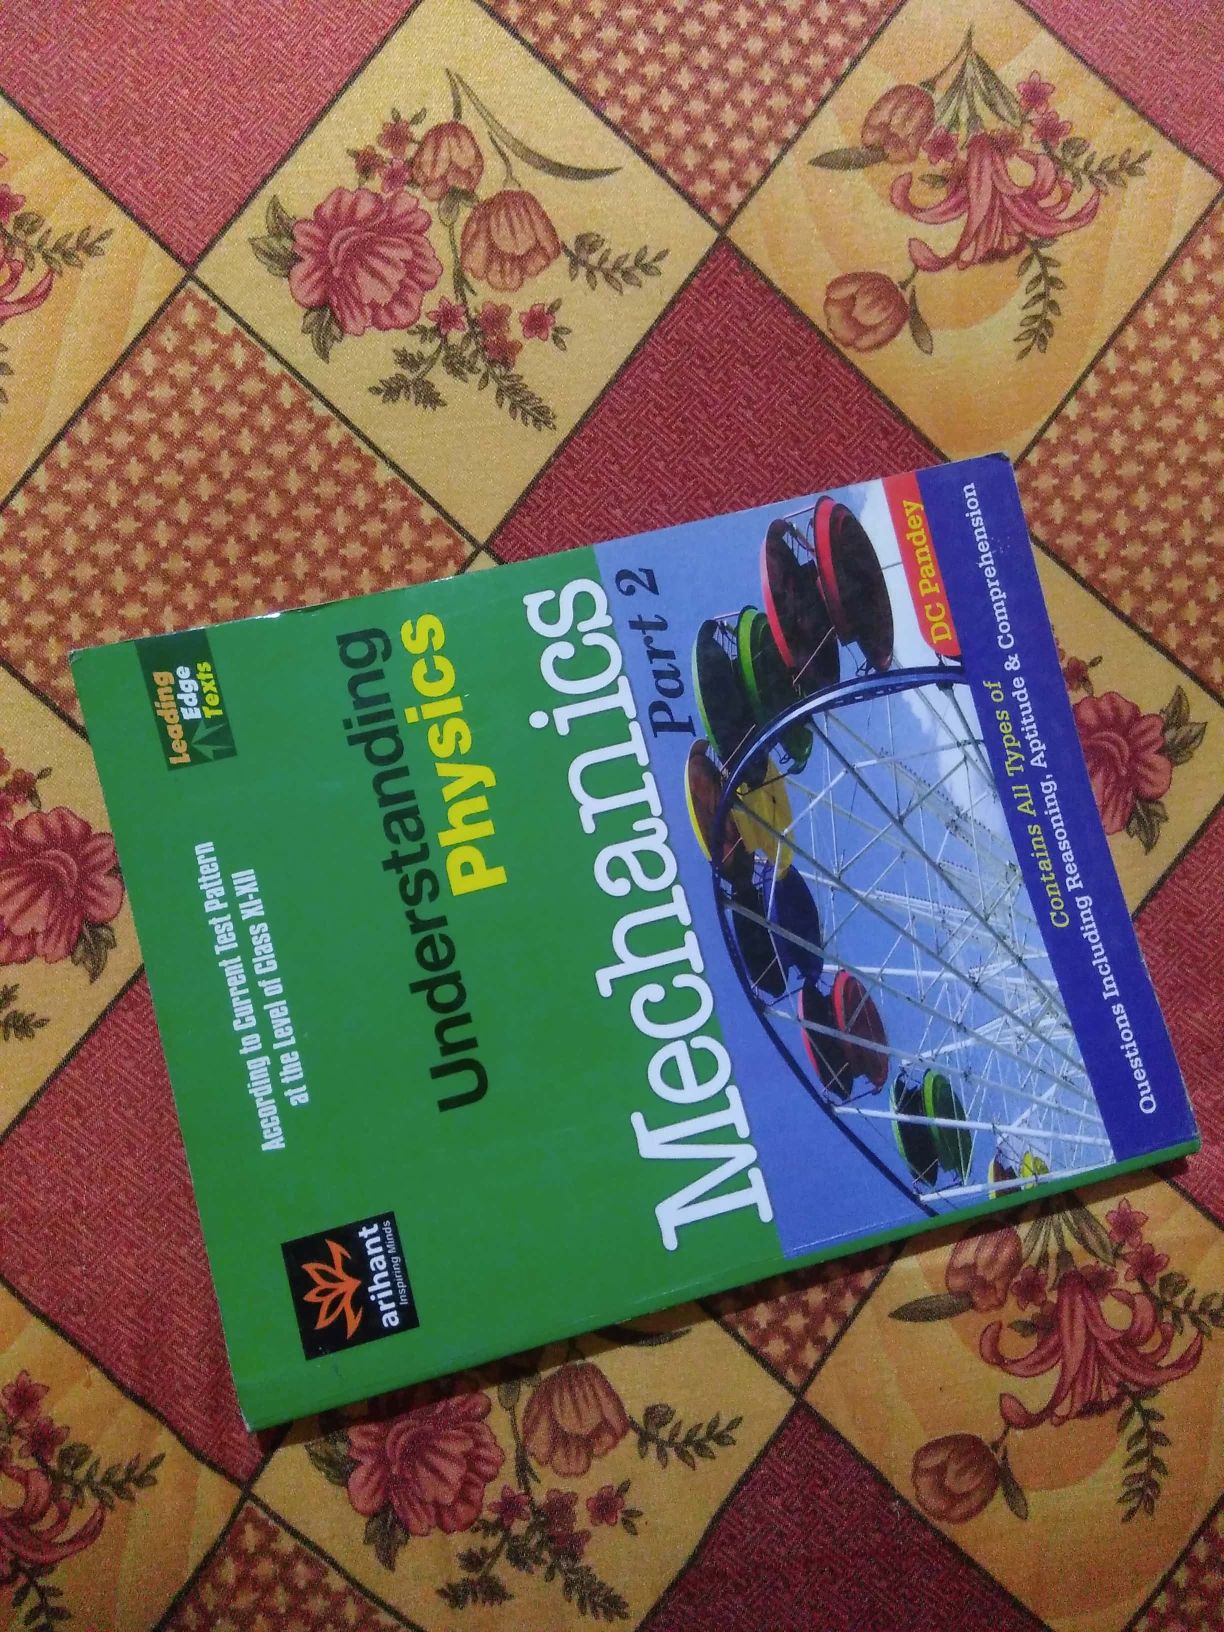 According to Current Test Pattern
at the Level of Class XI-XII
Leading
Edge
Texts
arihant
Inspiring Minds
Understanding
Physics
Mechanics
Part 2
DC Pandey
Contains All Types of
Questions Including Reasoning, Aptitude & Comprehension